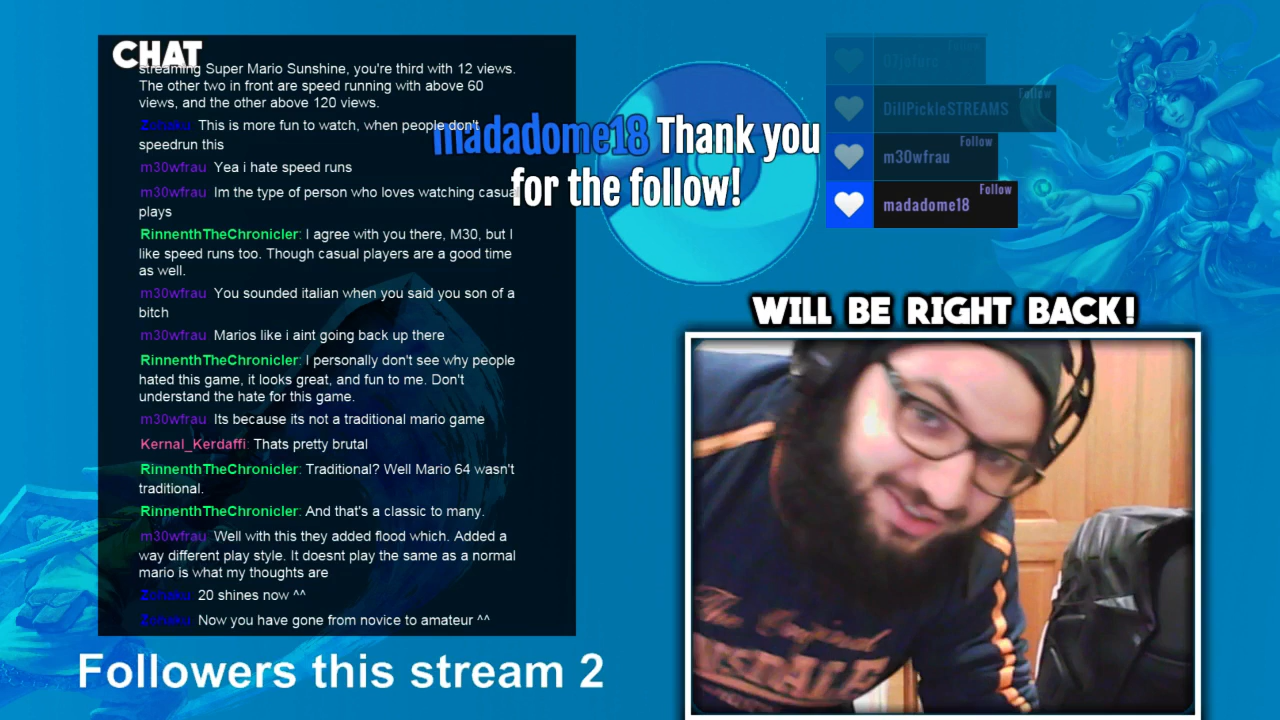 CHAT
streaming Super Mario Sunshine, you're third with 12 views.
The other two in front are speed running with above 60
views, and the other above 120 views.
Zohaku This is more fun to watch, when people don't
speedrun this
m30wfrau Yea i hate speed runs
m30wfrau Im the type of person who loves watching casua
plays
RinnenthTheChronicler: I agree with you there, M30, but I
like speed runs too. Though casual players are a good time
as well.
m30wfrau You sounded italian when you said you son of a
bitch
m30wfrau Marios like i aint going back up there
RinnenthTheChronicler: I personally don't see why people
hated this game, it looks great, and fun to me. Don't
understand the hate for this game.
m30wfrau Its because its not a traditional mario game
Kernal_Kerdaffi: Thats pretty brutal
RinnenthTheChronicler: Traditional? Well Mario 64 wasn't
traditional.
RinnenthTheChronicler: And that's a classic to many.
m30wfrau Well with this they added flood which. Added a
way different play style. It doesnt play the same as a normal
mario is what my thoughts are
Zohaku 20 shines now ^^
Zohaku Now you have gone from novice to amateur ^^
Followers this stream 2
madadome18 Thank you
for the follow!
Follow
Follow
DillPickleSTREAMS
Follow
m30wfrau
Follow
madadome18
WILL BE RIGHT BACK!
The Original
NSDALE